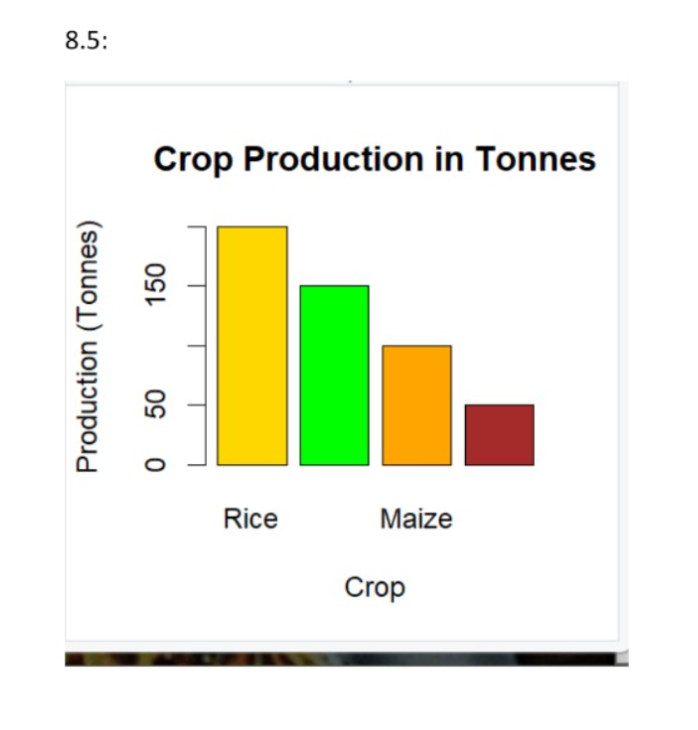 8.5:
Crop Production in Tonnes
Production (Tonnes)
150
50
0
Rice Maize
Crop